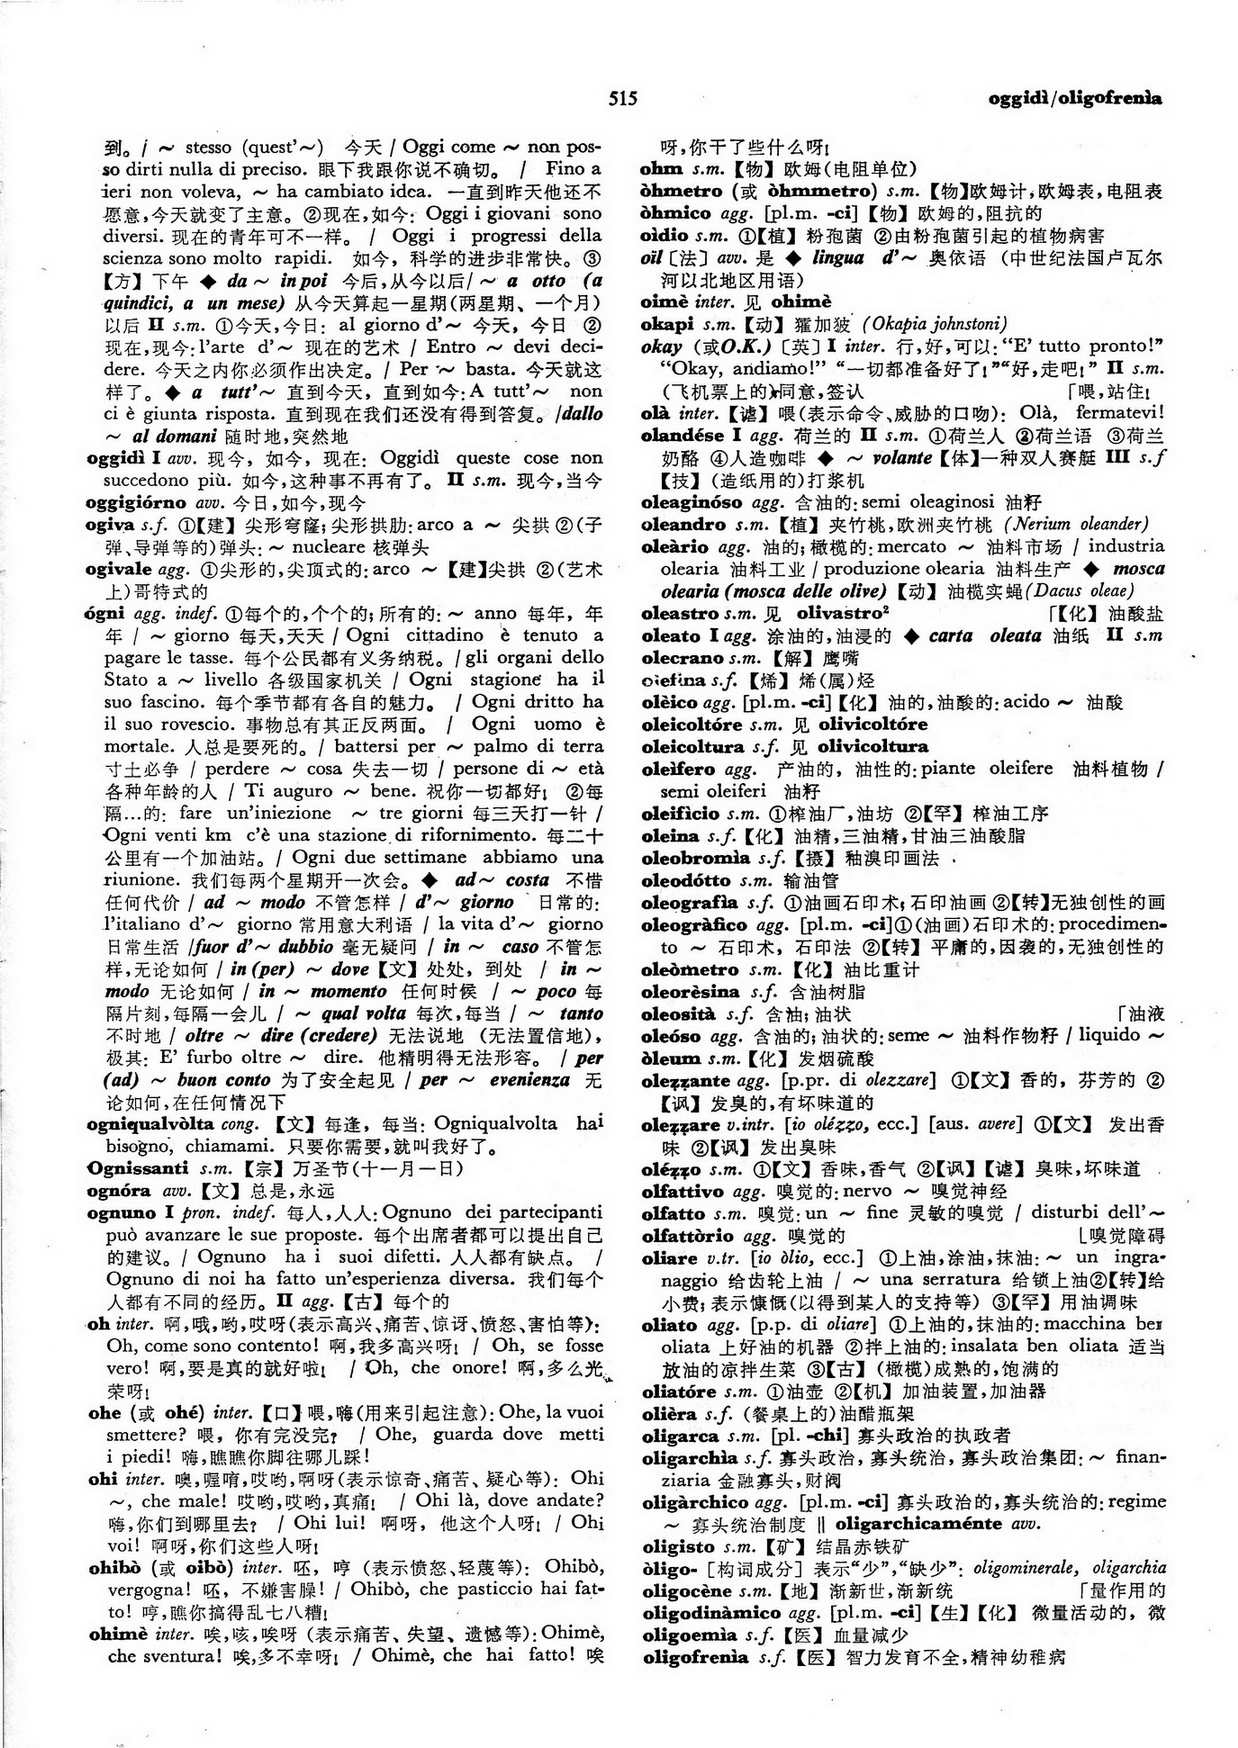 515
oggidì/oligofrenìa
到。/ ～ stesso (quest'～) 今天 / Oggi come ～ non pos-
so dirti nulla di preciso. 眼下我跟你说不确切。 / Fino a
ieri non voleva, ～ ha cambiato idea. 一直到昨天他还不
愿意,今天就变了主意。②现在,如今: Oggi i giovani sono
diversi. 现在的青年可不一样。 / Oggi i progressi della
scienza sono molto rapidi. 如今, 科学的进步非常快。③
【方】下午 ◆ da ～ in poi 今后,从今以后/ ～ a otto (a
quindici, a un mese) 从今天算起一星期(两星期、一个月)
以后 II s.m. ①今天,今日: al giorno d'～ 今天, 今日 ②
现在,现今:l'arte d'～ 现在的艺术 / Entro ～ devi deci-
dere. 今天之内你必须作出决定。/ Per ～ basta. 今天就这
样了。◆ a tutt'～ 直到今天, 直到如今: A tutt'～ non
ci è giunta risposta. 直到现在我们还没有得到答复。/dallo
～ al domani 随时地,突然地
oggidì I avv. 现今, 如今, 现在: Oggidì queste cose non
succedono più. 如今,这种事不再有了。 II s.m. 现今,当今
oggigiórno avv. 今日,如今,现今
ogiva s.f. ①【建】尖形穹窿;尖形拱肋: arco a ～ 尖拱 ②(子
弹、导弹等的)弹头: ～ nucleare 核弹头
ogivale agg. ①尖形的,尖顶式的: arco ～ 【建】尖拱 ②(艺术
上)哥特式的
ógni agg. indef. ①每个的,个个的; 所有的: ～ anno 每年, 年
年 / ～ giorno 每天,天天 / Ogni cittadino è tenuto a
pagare le tasse. 每个公民都有义务纳税。/ gli organi dello
Stato a ～ livello 各级国家机关 / Ogni stagione ha il
suo fascino. 每个季节都有各自的魅力。 / Ogni dritto ha
il suo rovescio. 事物总有其正反两面。 / Ogni uomo è
mortale. 人总是要死的。/ battersi per ～ palmo di terra
寸土必争 / perdere ～ cosa 失去一切 / persone di ～ età
各种年龄的人 / Ti auguro ～ bene. 祝你一切都好! ②每
隔…的: fare un'iniezione ～ tre giorni 每三天打一针 /
Ogni venti km c'è una stazione di rifornimento. 每二十
公里有一个加油站。/ Ogni due settimane abbiamo una
riunione. 我们每两个星期开一次会。◆ ad～ costa 不惜
任何代价 / ad ～ modo 不管怎样 / d'～ giorno 日常的:
l'italiano d'～ giorno 常用意大利语 / la vita d'～ giorno
日常生活 /fuor d'～ dubbio 毫无疑问 / in ～ caso 不管怎
样,无论如何 / in (per) ～ dove【文】处处, 到处 / in ～
modo 无论如何 / in ～ momento 任何时候 / ～ poco 每
隔片刻,每隔一会儿 / ～ qual volta 每次,每当 / ～ tanto
不时地 / oltre ～ dire (credere) 无法说地 (无法置信地),
极其: E' furbo oltre ～ dire. 他精明得无法形容。 / per
(ad) ～ buon conto 为了安全起见 / per ～ evenienza 无
论如何,在任何情况下
ogniqualvòlta cong. 【文】每逢, 每当: Ogniqualvolta hai
bisogno, chiamami. 只要你需要,就叫我好了。
Ognissanti s.m.【宗】万圣节(十一月一日)
ognóra avv.【文】总是,永远
ognuno I pron. indef. 每人,人人: Ognuno dei partecipanti
può avanzare le sue proposte. 每个出席者都可以提出自己
的建议。/ Ognuno ha i suoi difetti. 人人都有缺点。 /
Ognuno di noi ha fatto un'esperienza diversa. 我们每个
人都有不同的经历。 II agg.【古】每个的
oh inter. 啊,哦,哟,哎呀(表示高兴、痛苦、惊讶、愤怒、害怕等):
Oh, come sono contento! 啊,我多高兴呀! / Oh, se fosse
vero! 啊,要是真的就好啦! / Oh, che onore! 啊,多么光
荣呀!
ohe (或 ohé) inter.【口】喂,嗨(用来引起注意): Ohe, la vuoi
smettere? 喂, 你有完没完? / Ohe, guarda dove metti
i piedi! 嗨,瞧瞧你脚往哪儿踩!
ohi inter. 噢,喔唷,哎哟,啊呀(表示惊奇、痛苦、疑心等): Ohi
～, che male! 哎哟,哎哟,真痛! / Ohi là, dove andate?
嗨,你们到哪里去? / Ohi lui! 啊呀, 他这个人呀! / Ohi
voi! 啊呀,你们这些人呀!
ohibò (或 oibò) inter. 呸, 哼 (表示愤怒、轻蔑等): Ohibò,
vergogna! 呸, 不嫌害臊! / Ohibò, che pasticcio hai fat-
to! 哼,瞧你搞得乱七八糟!
ohimè inter. 唉,咳,唉呀 (表示痛苦、失望、遗憾等): Ohimè,
che sventura! 唉,多不幸呀! / Ohimè, che hai fatto! 唉
呀,你干了些什么呀!
ohm s.m.【物】欧姆(电阻单位)
òhmetro (或 òhmmetro) s.m.【物】欧姆计,欧姆表,电阻表
òhmico agg. [pl.m. -ci]【物】欧姆的,阻抗的
oìdio s.m. ①【植】粉孢菌 ②由粉孢菌引起的植物病害
oïl [法] avv. 是 ◆ lingua d'～ 奥依语 (中世纪法国卢瓦尔
河以北地区用语)
oimè inter. 见 ohimè
okapi s.m.【动】㺢加狓 (Okapia johnstoni)
okay (或O.K.) [英] I inter. 行,好,可以: “E' tutto pronto!”
“Okay, andiamo!” “一切都准备好了!”“好,走吧!” II s.m.
(飞机票上的)同意,签认 「喂,站住!
olà inter.【谑】喂(表示命令、威胁的口吻): Olà, fermatevi!
olandése I agg. 荷兰的 II s.m. ①荷兰人 ②荷兰语 ③荷兰
奶酪 ④人造咖啡 ◆ ～ volante【体】一种双人赛艇 III s.f
【技】(造纸用的)打浆机
oleaginóso agg. 含油的: semi oleaginosi 油籽
oleandro s.m.【植】夹竹桃,欧洲夹竹桃 (Nerium oleander)
oleàrio agg. 油的; 橄榄的: mercato ～ 油料市场 / industria
olearia 油料工业 / produzione olearia 油料生产 ◆ mosca
olearia (mosca delle olive)【动】油榄实蝇(Dacus oleae)
oleastro s.m. 见 olivastro² 「【化】油酸盐
oleato I agg. 涂油的,油浸的 ◆ carta oleata 油纸 II s.m
olecrano s.m. 【解】鹰嘴
olefina s.f.【烯】烯(属)烃
olèico agg. [pl.m. -ci]【化】油的,油酸的: acido ～ 油酸
oleicoltóre s.m. 见 olivicoltóre
oleicoltura s.f. 见 olivicoltura
oleìfero agg. 产油的, 油性的: piante oleifere 油料植物 /
semi oleiferi 油籽
oleifìcio s.m. ①榨油厂,油坊 ②【罕】榨油工序
oleina s.f.【化】油精,三油精,甘油三油酸脂
oleobromìa s.f.【摄】釉溴印画法
oleodótto s.m. 输油管
oleografìa s.f. ①油画石印术; 石印油画 ②【转】无独创性的画
oleogràfico agg. [pl.m. -ci]①(油画)石印术的: procedimen-
to ～ 石印术, 石印法 ②【转】平庸的,因袭的,无独创性的
oleòmetro s.m.【化】油比重计
oleorèsina s.f. 含油树脂
oleosità s.f. 含油; 油状 「油液
oleóso agg. 含油的; 油状的: seme ～ 油料作物籽 / liquido ～
òleum s.m.【化】发烟硫酸
olezzante agg. [p.pr. di olezzare] ①【文】香的, 芬芳的 ②
【讽】发臭的,有坏味道的
olezzare v.intr. [io olézzo, ecc.] [aus. avere] ①【文】发出香
味 ②【讽】发出臭味
olézzo s.m. ①【文】香味,香气 ②【讽】【谑】臭味,坏味道
olfattivo agg. 嗅觉的: nervo ～ 嗅觉神经
olfatto s.m. 嗅觉: un ～ fine 灵敏的嗅觉 / disturbi dell'～
olfattòrio agg. 嗅觉的 ⌊嗅觉障碍
oliare v.tr. [io òlio, ecc.] ①上油,涂油,抹油: ～ un ingra-
naggio 给齿轮上油 / ～ una serratura 给锁上油②【转】给
小费; 表示慷慨(以得到某人的支持等) ③【罕】用油调味
oliato agg. [p.p. di oliare] ①上油的,抹油的: macchina ben
oliata 上好油的机器 ②拌上油的: insalata ben oliata 适当
放油的凉拌生菜 ③【古】(橄榄)成熟的,饱满的
oliatóre s.m. ①油壶 ②【机】加油装置,加油器
olièra s.f. (餐桌上的)油醋瓶架
oligarca s.m. [pl. -chi] 寡头政治的执政者
oligarchìa s.f. 寡头政治, 寡头统治, 寡头政治集团: ～ finan-
ziaria 金融寡头,财阀
oligàrchico agg. [pl.m. -ci] 寡头政治的,寡头统治的: regime
～ 寡头统治制度 ‖ oligarchicaménte avv.
oligisto s.m.【矿】结晶赤铁矿
òligo- [构词成分] 表示“少”,“缺少”: oligominerale, oligarchia
oligocène s.m.【地】渐新世,渐新统 「量作用的
oligodinàmico agg. [pl.m. -ci]【生】【化】微量活动的, 微
oligoemìa s.f.【医】血量减少
oligofrenìa s.f.【医】智力发育不全,精神幼稚病